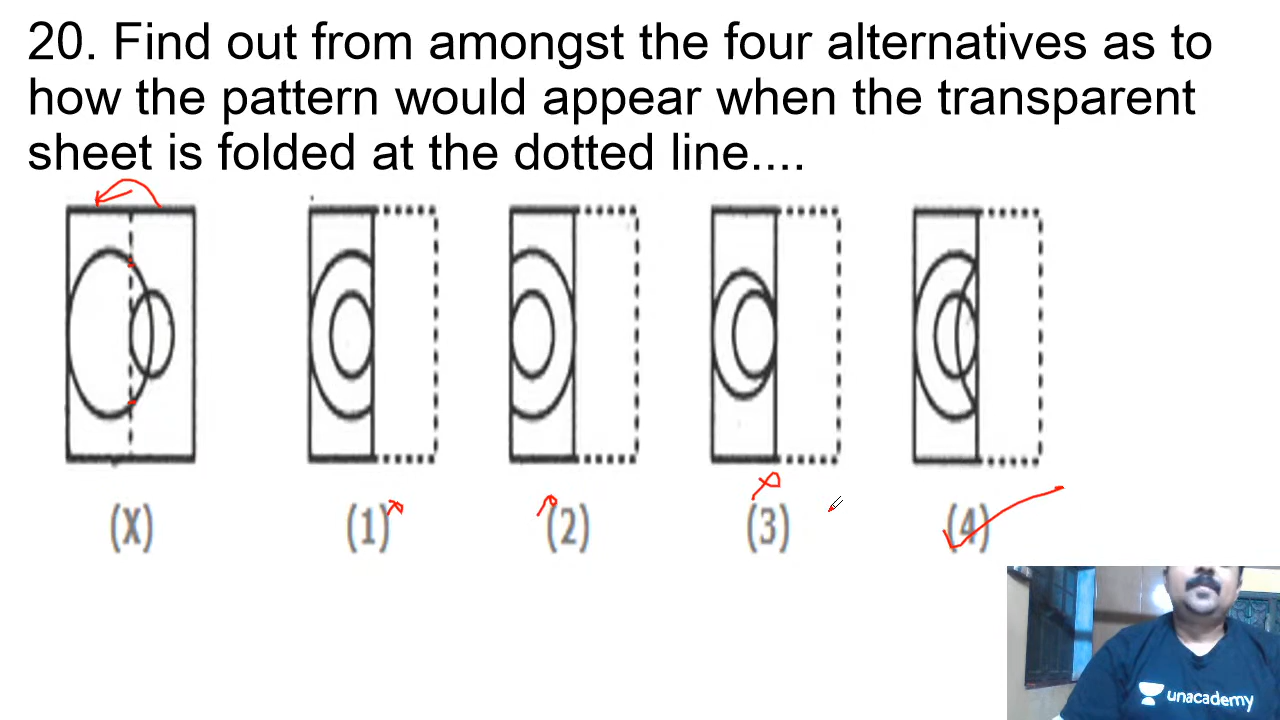 20. Find out from amongst the four alternatives as to
how the pattern would appear when the transparent
sheet is folded at the dotted line....
(X) (1) (2) (3) (4)
unacademy